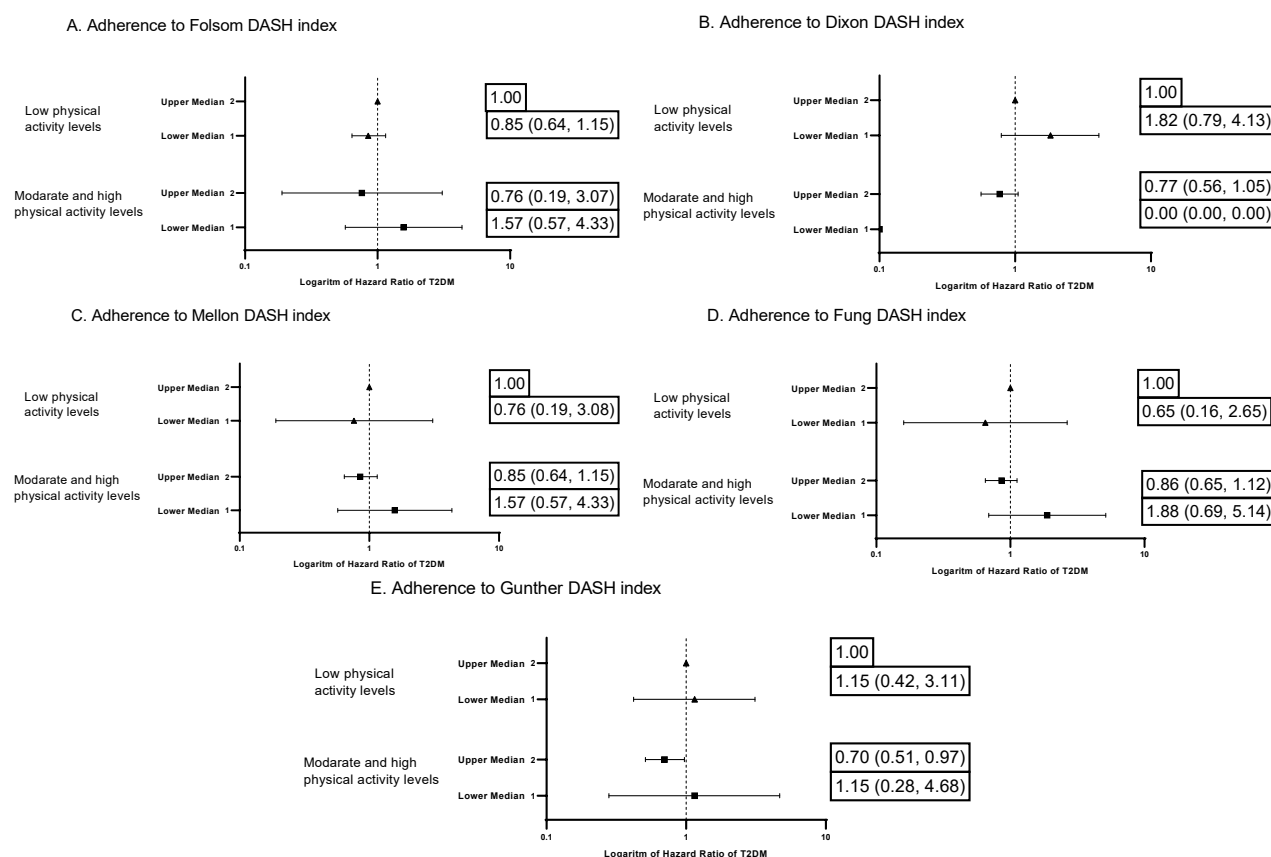 A. Adherence to Folsom DASH index
Low physical
activity levels
Modarate and high
physical activity levels
Upper Median 2
Lower Median 1
Upper Median 2
Lower Median 1
1.00
0.85 (0.64, 1.15)
0.76 (0.19, 3.07)
1.57 (0.57, 4.33)
0.1 1 10
Logaritm of Hazard Ratio of T2DM
B. Adherence to Dixon DASH index
Low physical
activity levels
Modarate and high
physical activity levels
Upper Median 2
Lower Median 1
Upper Median 2
Lower Median 1
1.00
1.82 (0.79, 4.13)
0.77 (0.56, 1.05)
0.00 (0.00, 0.00)
0.1 1 10
Logaritm of Hazard Ratio of T2DM
C. Adherence to Mellon DASH index
Low physical
activity levels
Modarate and high
physical activity levels
Upper Median 2
Lower Median 1
Upper Median 2
Lower Median 1
1.00
0.76 (0.19, 3.08)
0.85 (0.64, 1.15)
1.57 (0.57, 4.33)
0.1 1 10
Logaritm of Hazard Ratio of T2DM
D. Adherence to Fung DASH index
Low physical
activity levels
Modarate and high
physical activity levels
Upper Median 2
Lower Median 1
Upper Median 2
Lower Median 1
1.00
0.65 (0.16, 2.65)
0.86 (0.65, 1.12)
1.88 (0.69, 5.14)
0.1 1 10
Logaritm of Hazard Ratio of T2DM
E. Adherence to Gunther DASH index
Low physical
activity levels
Modarate and high
physical activity levels
Upper Median 2
Lower Median 1
Upper Median 2
Lower Median 1
1.00
1.15 (0.42, 3.11)
0.70 (0.51, 0.97)
1.15 (0.28, 4.68)
0.1 1 10
Logaritm of Hazard Ratio of T2DM